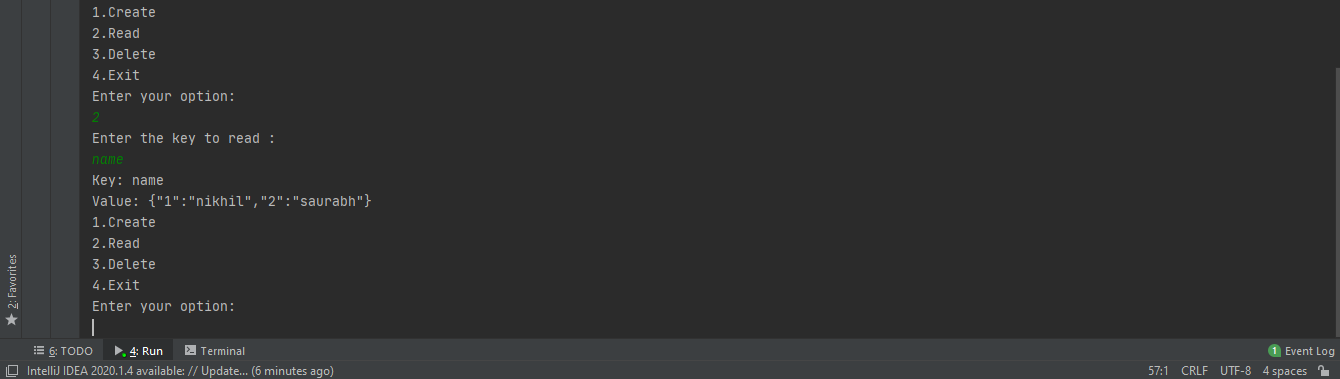 1.Create
2.Read
3.Delete
4.Exit
Enter your option:
2
Enter the key to read :
name
Key: name
Value: {"1":"nikhil","2":"saurabh"}
1.Create
2.Read
3.Delete
4.Exit
Enter your option:
2: Favorites
6: TODO 4: Run Terminal 1 Event Log
IntelliJ IDEA 2020.1.4 available: // Update... (6 minutes ago) 57:1 CRLF UTF-8 4 spaces